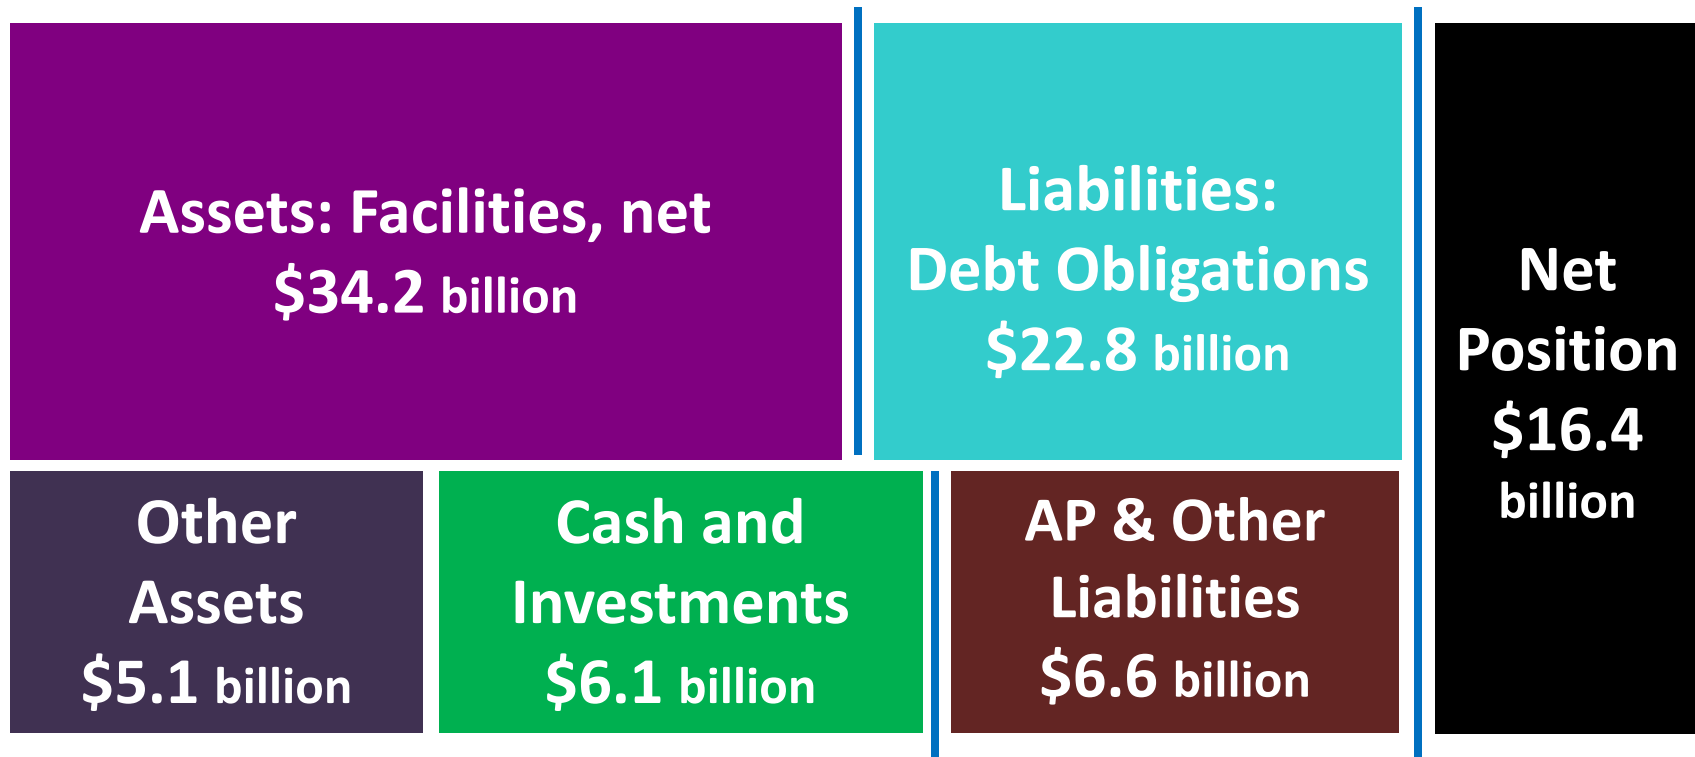 Assets: Facilities, net
$34.2 billion
Liabilities:
Debt Obligations
$22.8 billion
Net
Position
$16.4
billion
Other
Assets
$5.1 billion
Cash and
Investments
$6.1 billion
AP & Other
Liabilities
$6.6 billion